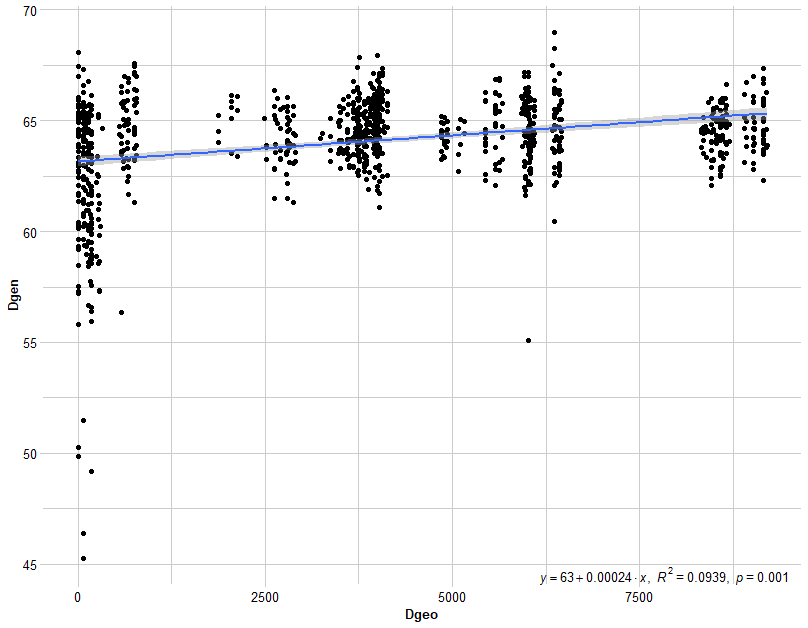 70
65
60
55
50
45
Dgen
y = 63 + 0.00024 · x, R² = 0.0939, p = 0.001
0 2500 5000 7500
Dgeo